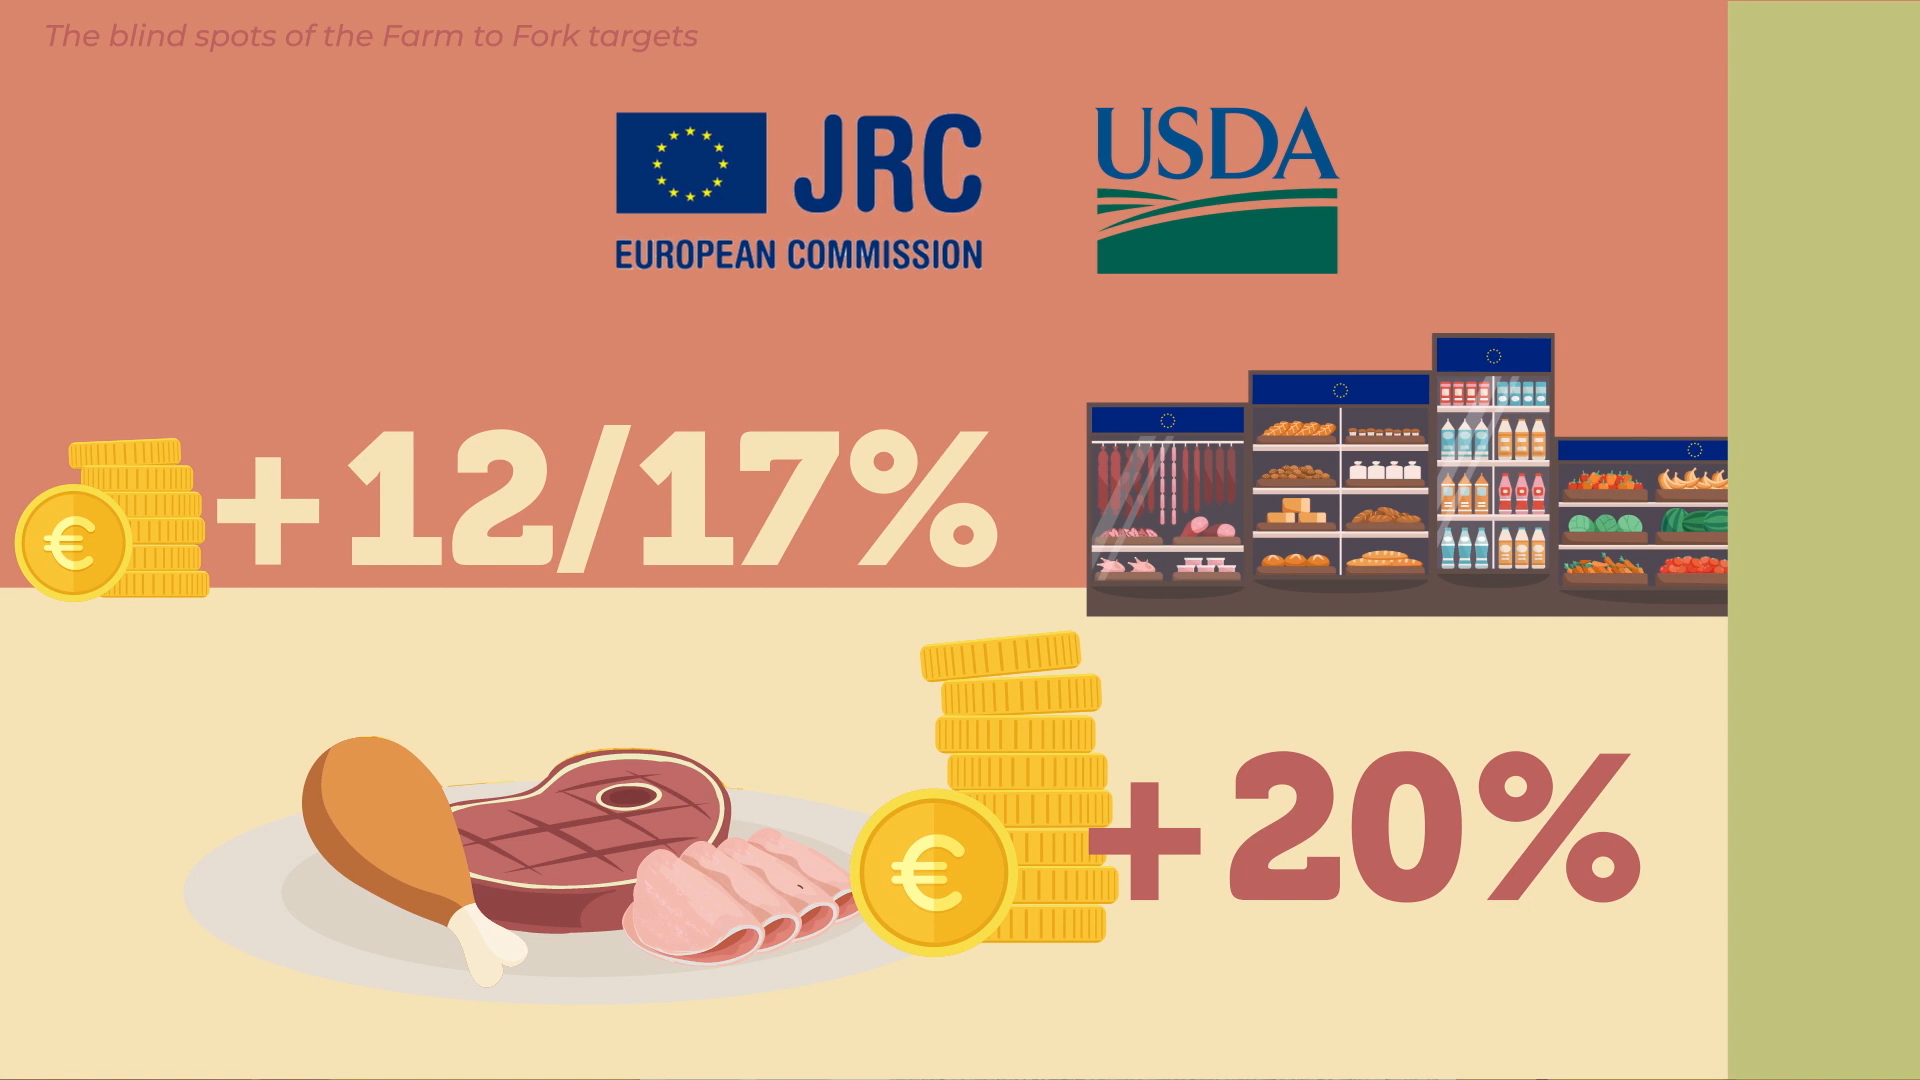 The blind spots of the Farm to Fork targets
JRC
EUROPEAN COMMISSION
USDA
€
+12/17%
€
+20%